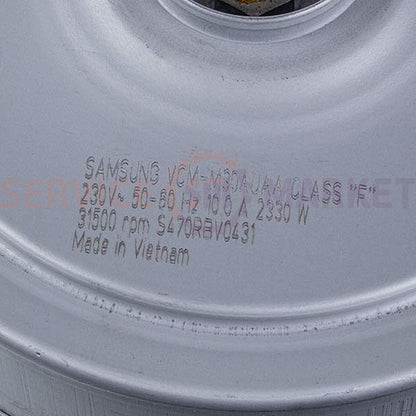 SAMSUNG VCM-M30AUAA CLASS "F"
230V~ 50-60 Hz 10.0 A 2330 W
31500 rpm S470RBV0431
Made in Vietnam